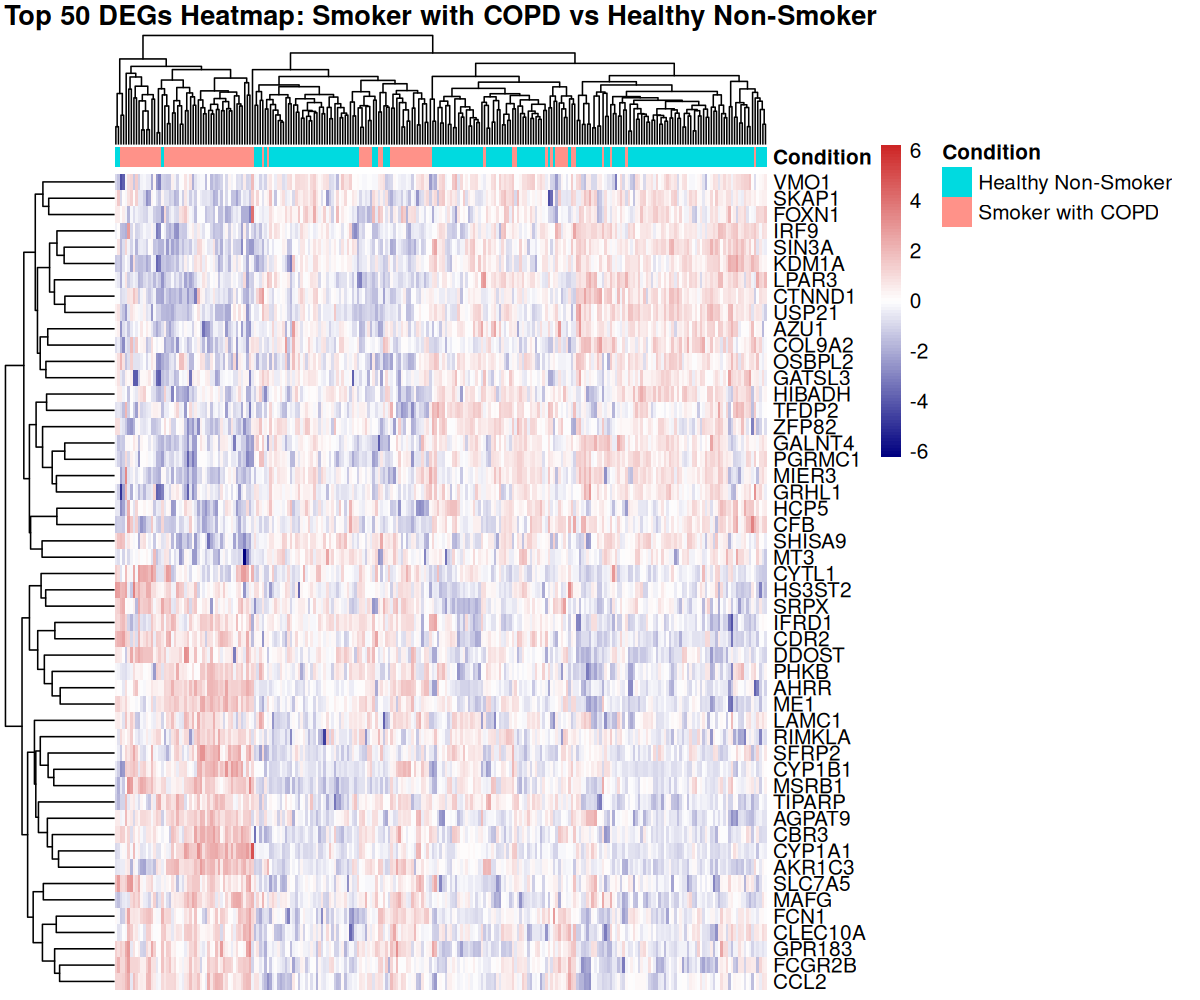 Top 50 DEGs Heatmap: Smoker with COPD vs Healthy Non-Smoker
Condition
6
4
2
0
-2
-4
-6
Condition
Healthy Non-Smoker
Smoker with COPD
VMO1
SKAP1
FOXN1
IRF9
SIN3A
KDM1A
LPAR3
CTNND1
USP21
AZU1
COL9A2
OSBPL2
GATSL3
HIBADH
TFDP2
ZFP82
GALNT4
PGRMC1
MIER3
GRHL1
HCP5
CFB
SHISA9
MT3
CYTL1
HS3ST2
SRPX
IFRD1
CDR2
DDOST
PHKB
AHRR
ME1
LAMC1
RIMKLA
SFRP2
CYP1B1
MSRB1
TIPARP
AGPAT9
CBR3
CYP1A1
AKR1C3
SLC7A5
MAFG
FCN1
CLEC10A
GPR183
FCGR2B
CCL2